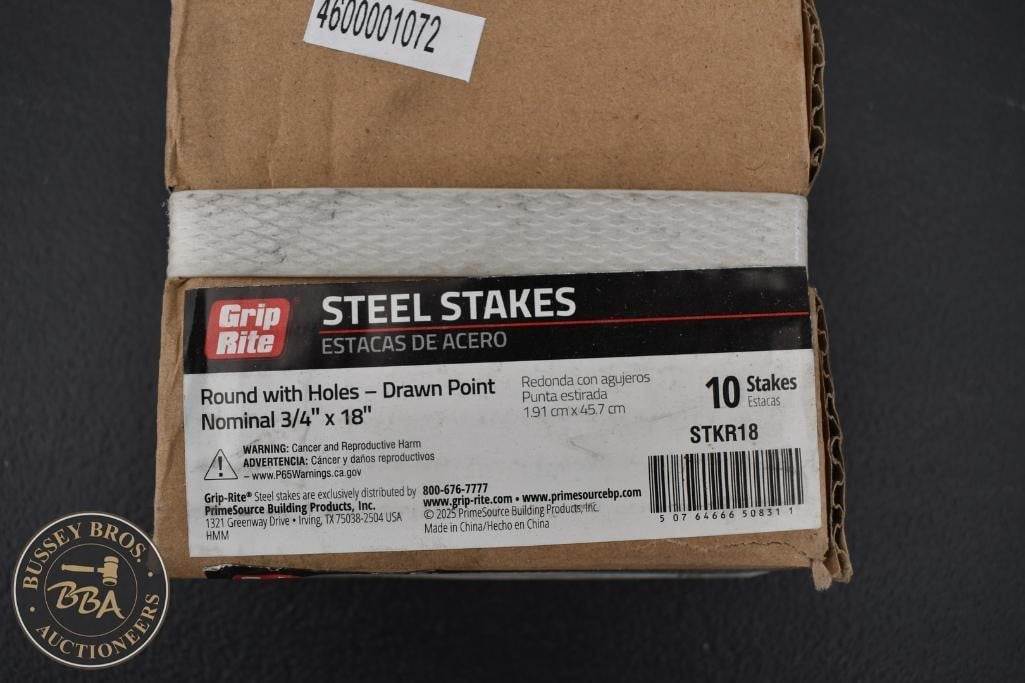 4600001072
Grip Rite
STEEL STAKES
ESTACAS DE ACERO
Round with Holes – Drawn Point
Nominal 3/4" x 18"
Redonda con agujeros
Punta estirada
1.91 cm x 45.7 cm
10 Stakes
Estacas
STKR18
WARNING: Cancer and Reproductive Harm
ADVERTENCIA: Cáncer y daños reproductivos
– www.P65Warnings.ca.gov
Grip-Rite® Steel stakes are exclusively distributed by
PrimeSource Building Products, Inc.
1321 Greenway Drive • Irving, TX 75038-2504 USA
HMM
800-676-7777
www.grip-rite.com • www.primesourcebp.com
© 2025 PrimeSource Building Products, Inc.
Made in China/Hecho en China
5 07 64666 50831 1
BUSSEY BROS.
BBA
AUCTIONEERS